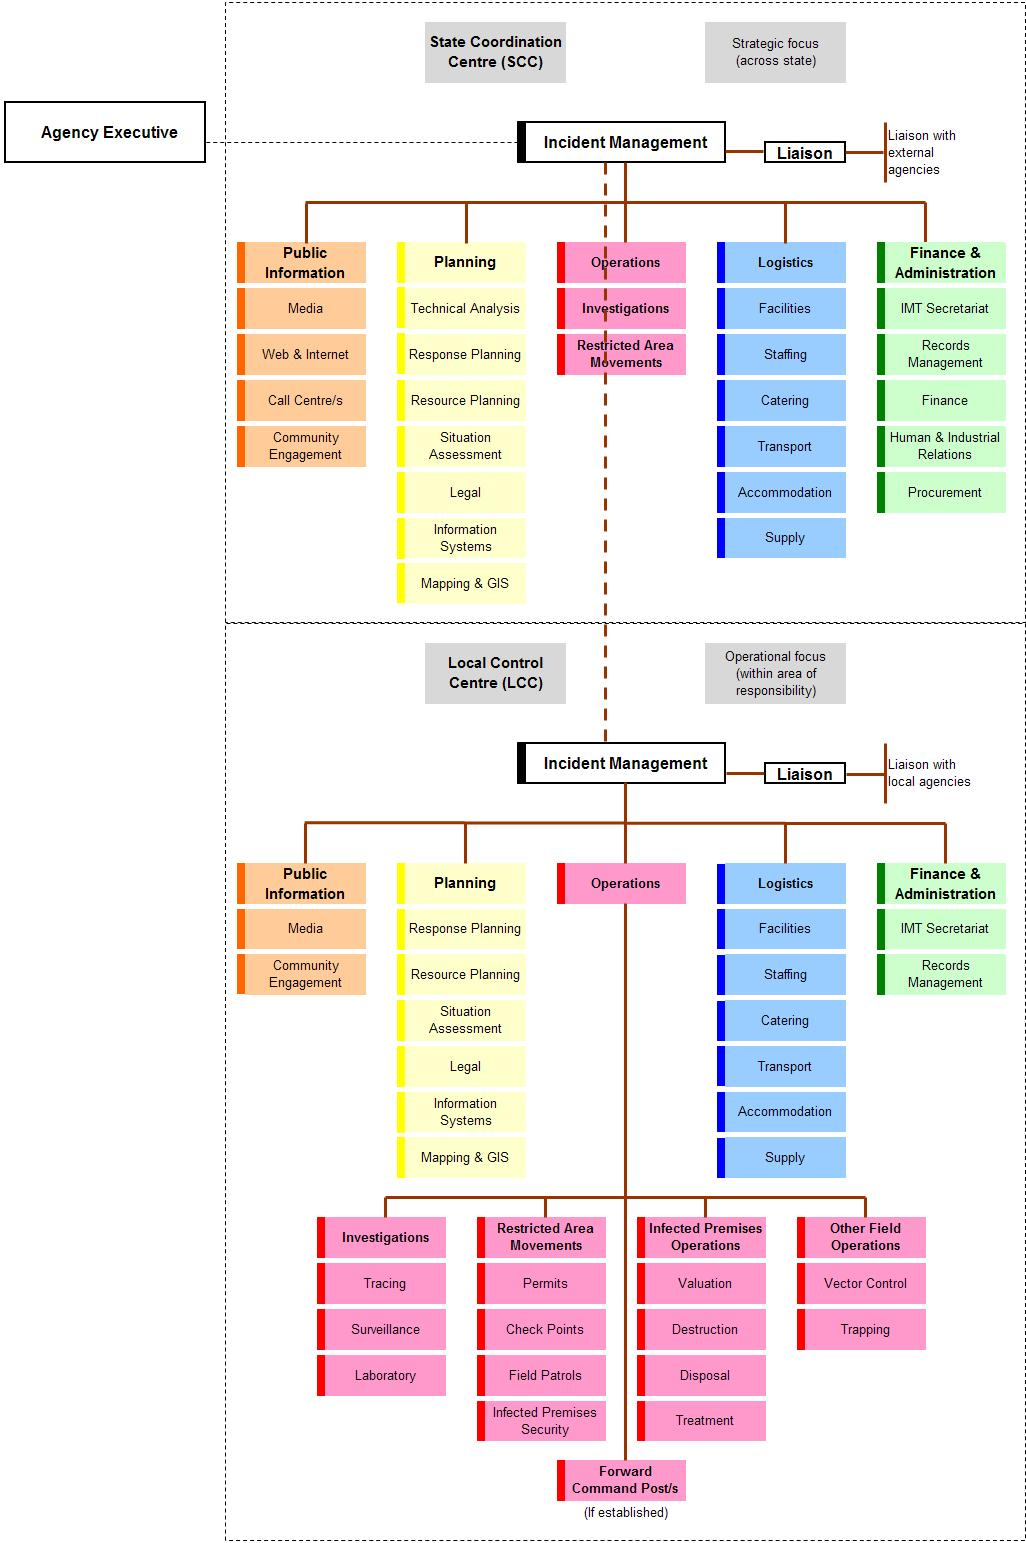 State Coordination
Centre (SCC)
Strategic focus
(across state)
Agency Executive
Incident Management
Liaison
Liaison with
external
agencies
Public
Information
Media
Web & Internet
Call Centre/s
Community
Engagement
Planning
Technical Analysis
Response Planning
Resource Planning
Situation
Assessment
Legal
Information
Systems
Mapping & GIS
Operations
Investigations
Restricted Area
Movements
Logistics
Facilities
Staffing
Catering
Transport
Accommodation
Supply
Finance &
Administration
IMT Secretariat
Records
Management
Finance
Human & Industrial
Relations
Procurement
Local Control
Centre (LCC)
Operational focus
(within area of
responsibility)
Incident Management
Liaison
Liaison with
local agencies
Public
Information
Media
Community
Engagement
Planning
Response Planning
Resource Planning
Situation
Assessment
Legal
Information
Systems
Mapping & GIS
Operations
Logistics
Facilities
Staffing
Catering
Transport
Accommodation
Supply
Finance &
Administration
IMT Secretariat
Records
Management
Investigations
Tracing
Surveillance
Laboratory
Restricted Area
Movements
Permits
Check Points
Field Patrols
Infected Premises
Security
Infected Premises
Operations
Valuation
Destruction
Disposal
Treatment
Other Field
Operations
Vector Control
Trapping
Forward
Command Post/s
(If established)